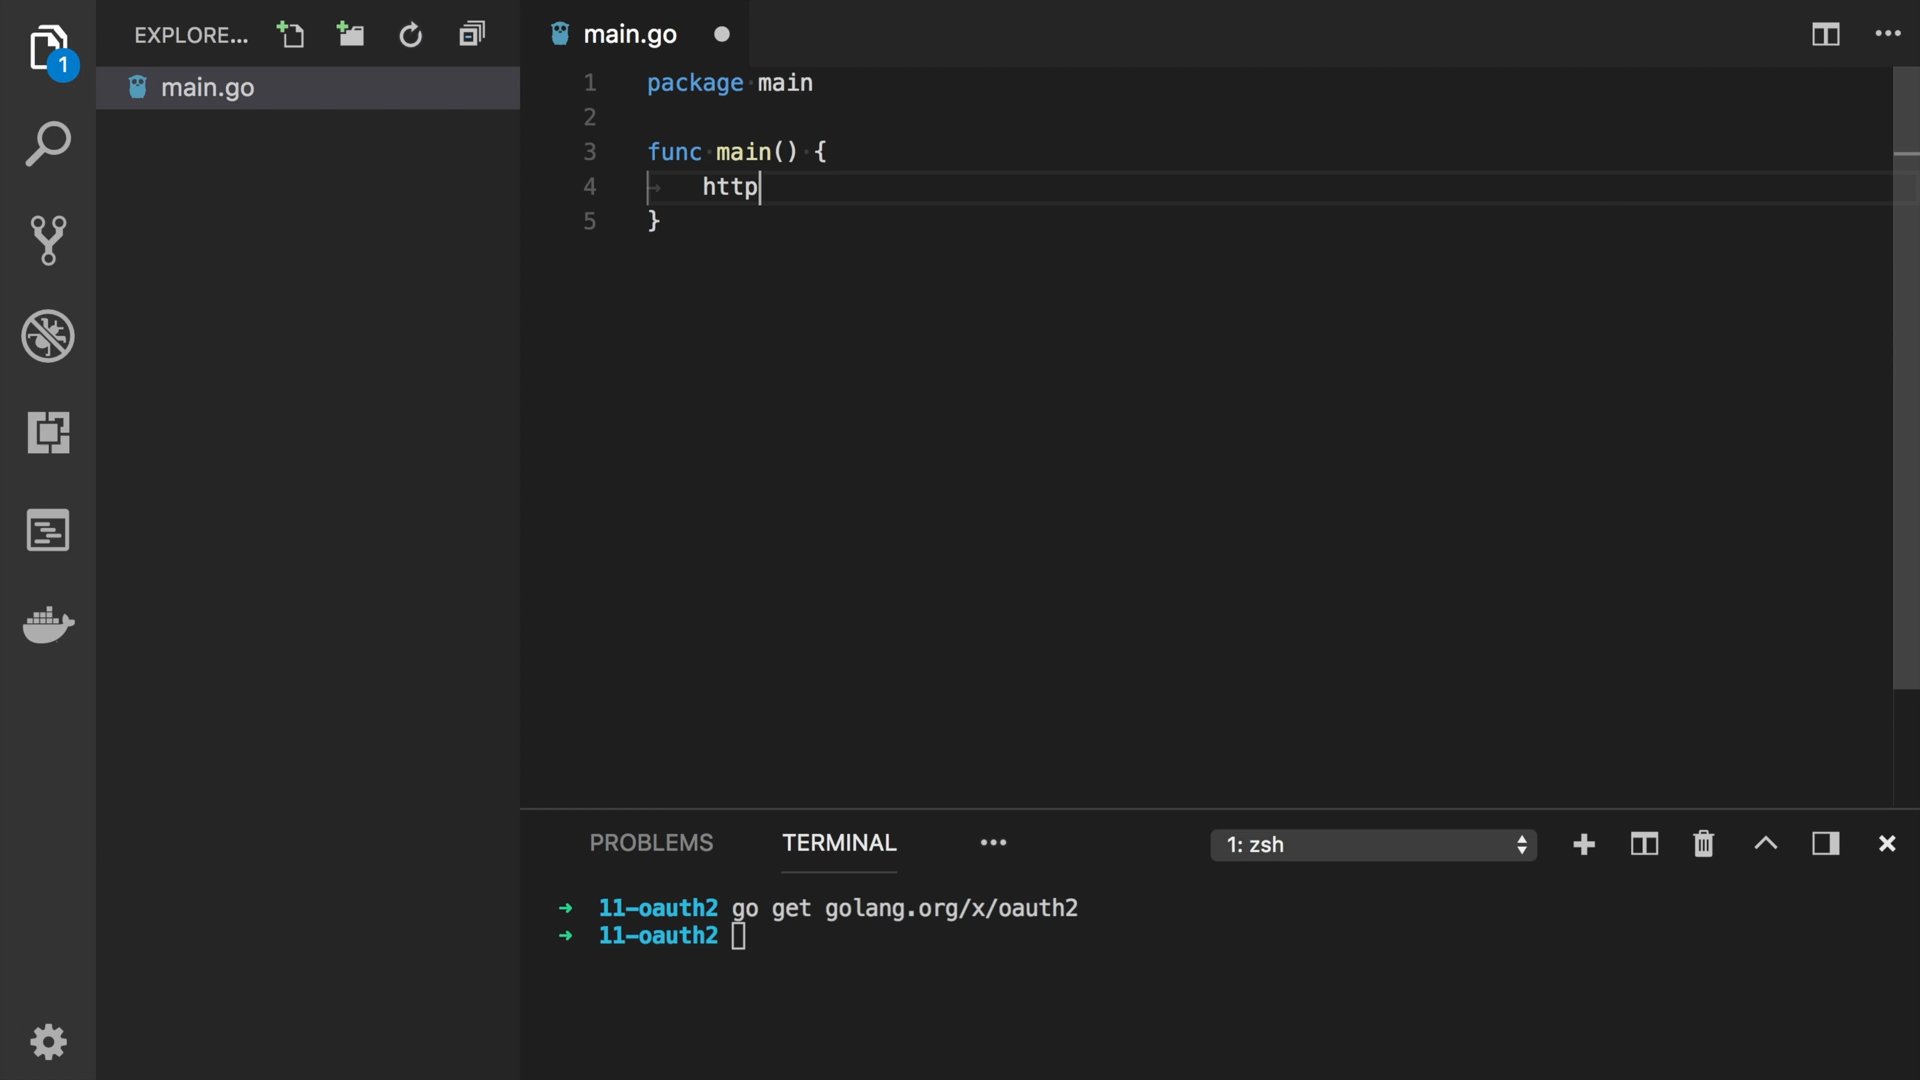 EXPLORE...
main.go
1
main.go
1 package main
2
3 func main() {
4 http
5 }
PROBLEMS TERMINAL ••• 1: zsh
➜ 11-oauth2 go get golang.org/x/oauth2
➜ 11-oauth2